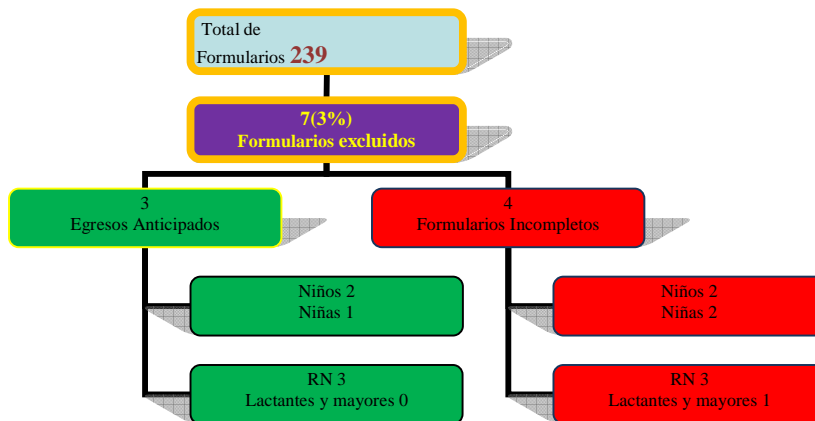 Total de
Formularios 239
7(3%)
Formularios excluidos
3
Egresos Anticipados
4
Formularios Incompletos
Niños 2
Niñas 1
Niños 2
Niñas 2
RN 3
Lactantes y mayores 0
RN 3
Lactantes y mayores 1